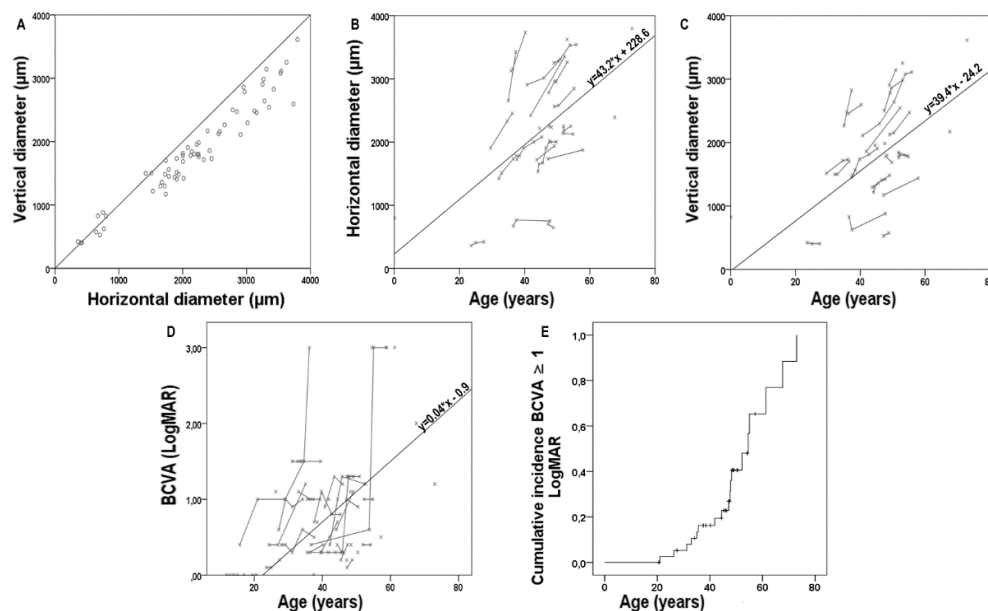 A
4000
3000
2000
1000
0
0 1000 2000 3000 4000
Vertical diameter (µm)
Horizontal diameter (µm)
B
4000
3000
2000
1000
0
0 20 40 60 80
Horizontal diameter (µm)
Age (years)
y=43.2*x + 228.6
C
4000
3000
2000
1000
0
0 20 40 60 80
Vertical diameter (µm)
Age (years)
y=39.4*x - 24.2
D
3,00
2,00
1,00
,00
20 40 60 80
BCVA (LogMAR)
Age (years)
y=0.04*x - 0.9
E
1,0
0,8
0,6
0,4
0,2
0,0
0 20 40 60 80
Cumulative incidence BCVA ≥ 1
LogMAR
Age (years)